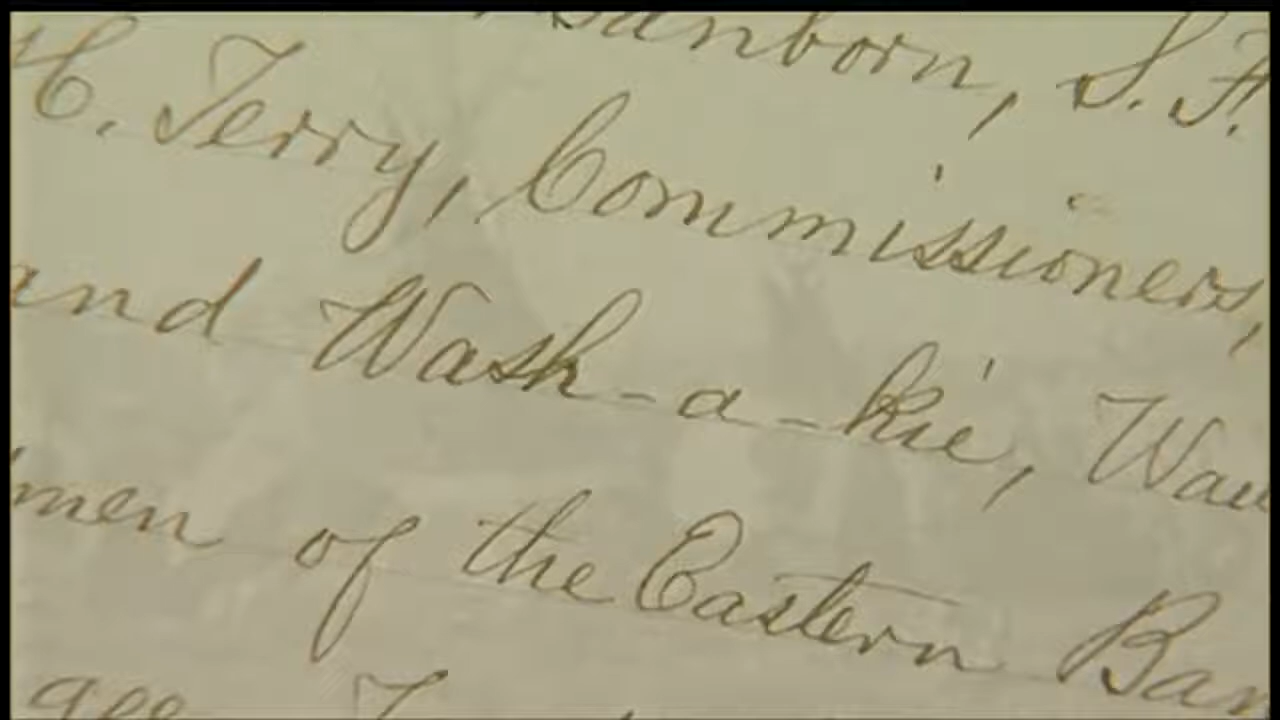 Sanborn, S. F.
H. Terry, Commissioners,
and Wash-a-kie, Wau
men of the Eastern Ban